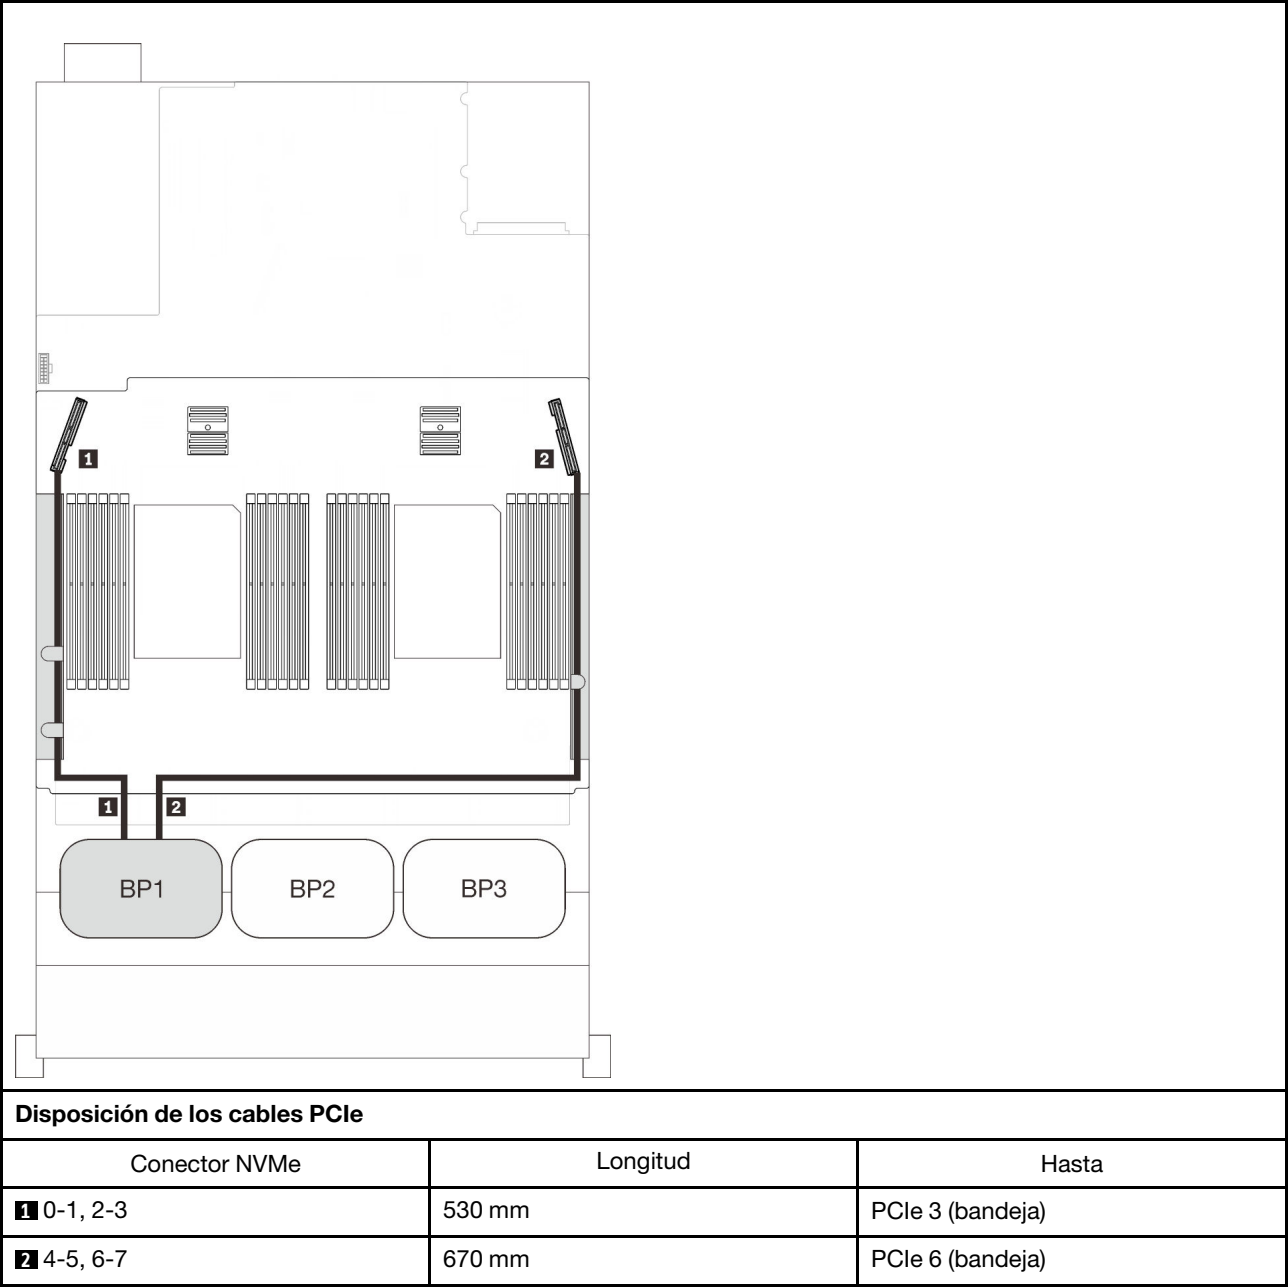 1
2
1
2
BP1
BP2
BP3
Disposición de los cables PCIe
Conector NVMe
Longitud
Hasta
1 0-1, 2-3
530 mm
PCIe 3 (bandeja)
2 4-5, 6-7
670 mm
PCIe 6 (bandeja)